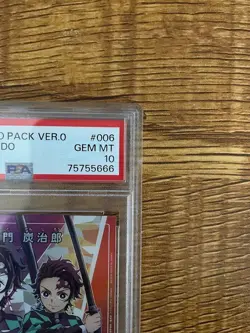 PACK VER.0 #006
DO GEM MT
10
PSA 75755666
門 炭治郎